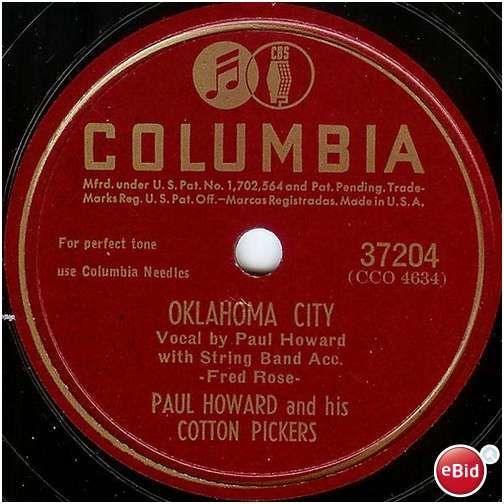 CBS
COLUMBIA
Mfrd. under U.S. Pat. No. 1,702,564 and Pat. Pending. Trade-
Marks Reg. U.S. Pat. Off.—Marcas Registradas. Made in U.S.A.
For perfect tone
use Columbia Needles
37204
(CCO 4634)
OKLAHOMA CITY
Vocal by Paul Howard
with String Band Acc.
-Fred Rose-
PAUL HOWARD and his
COTTON PICKERS
eBid